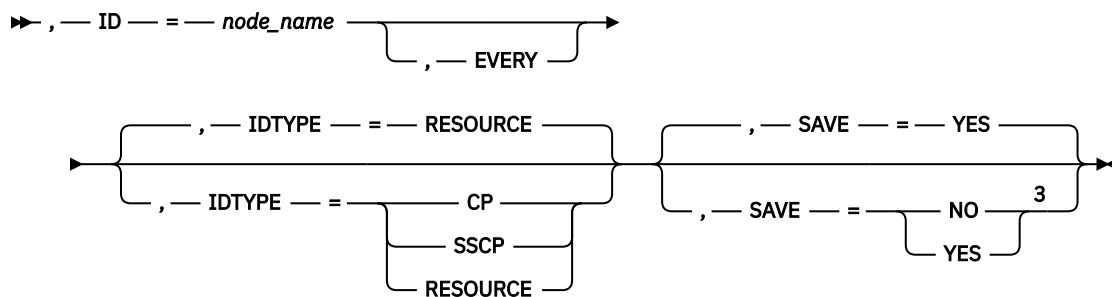 , ID = node_name
, EVERY
, IDTYPE = RESOURCE , SAVE = YES
, IDTYPE = CP , SAVE = NO 3
SSCP YES
RESOURCE